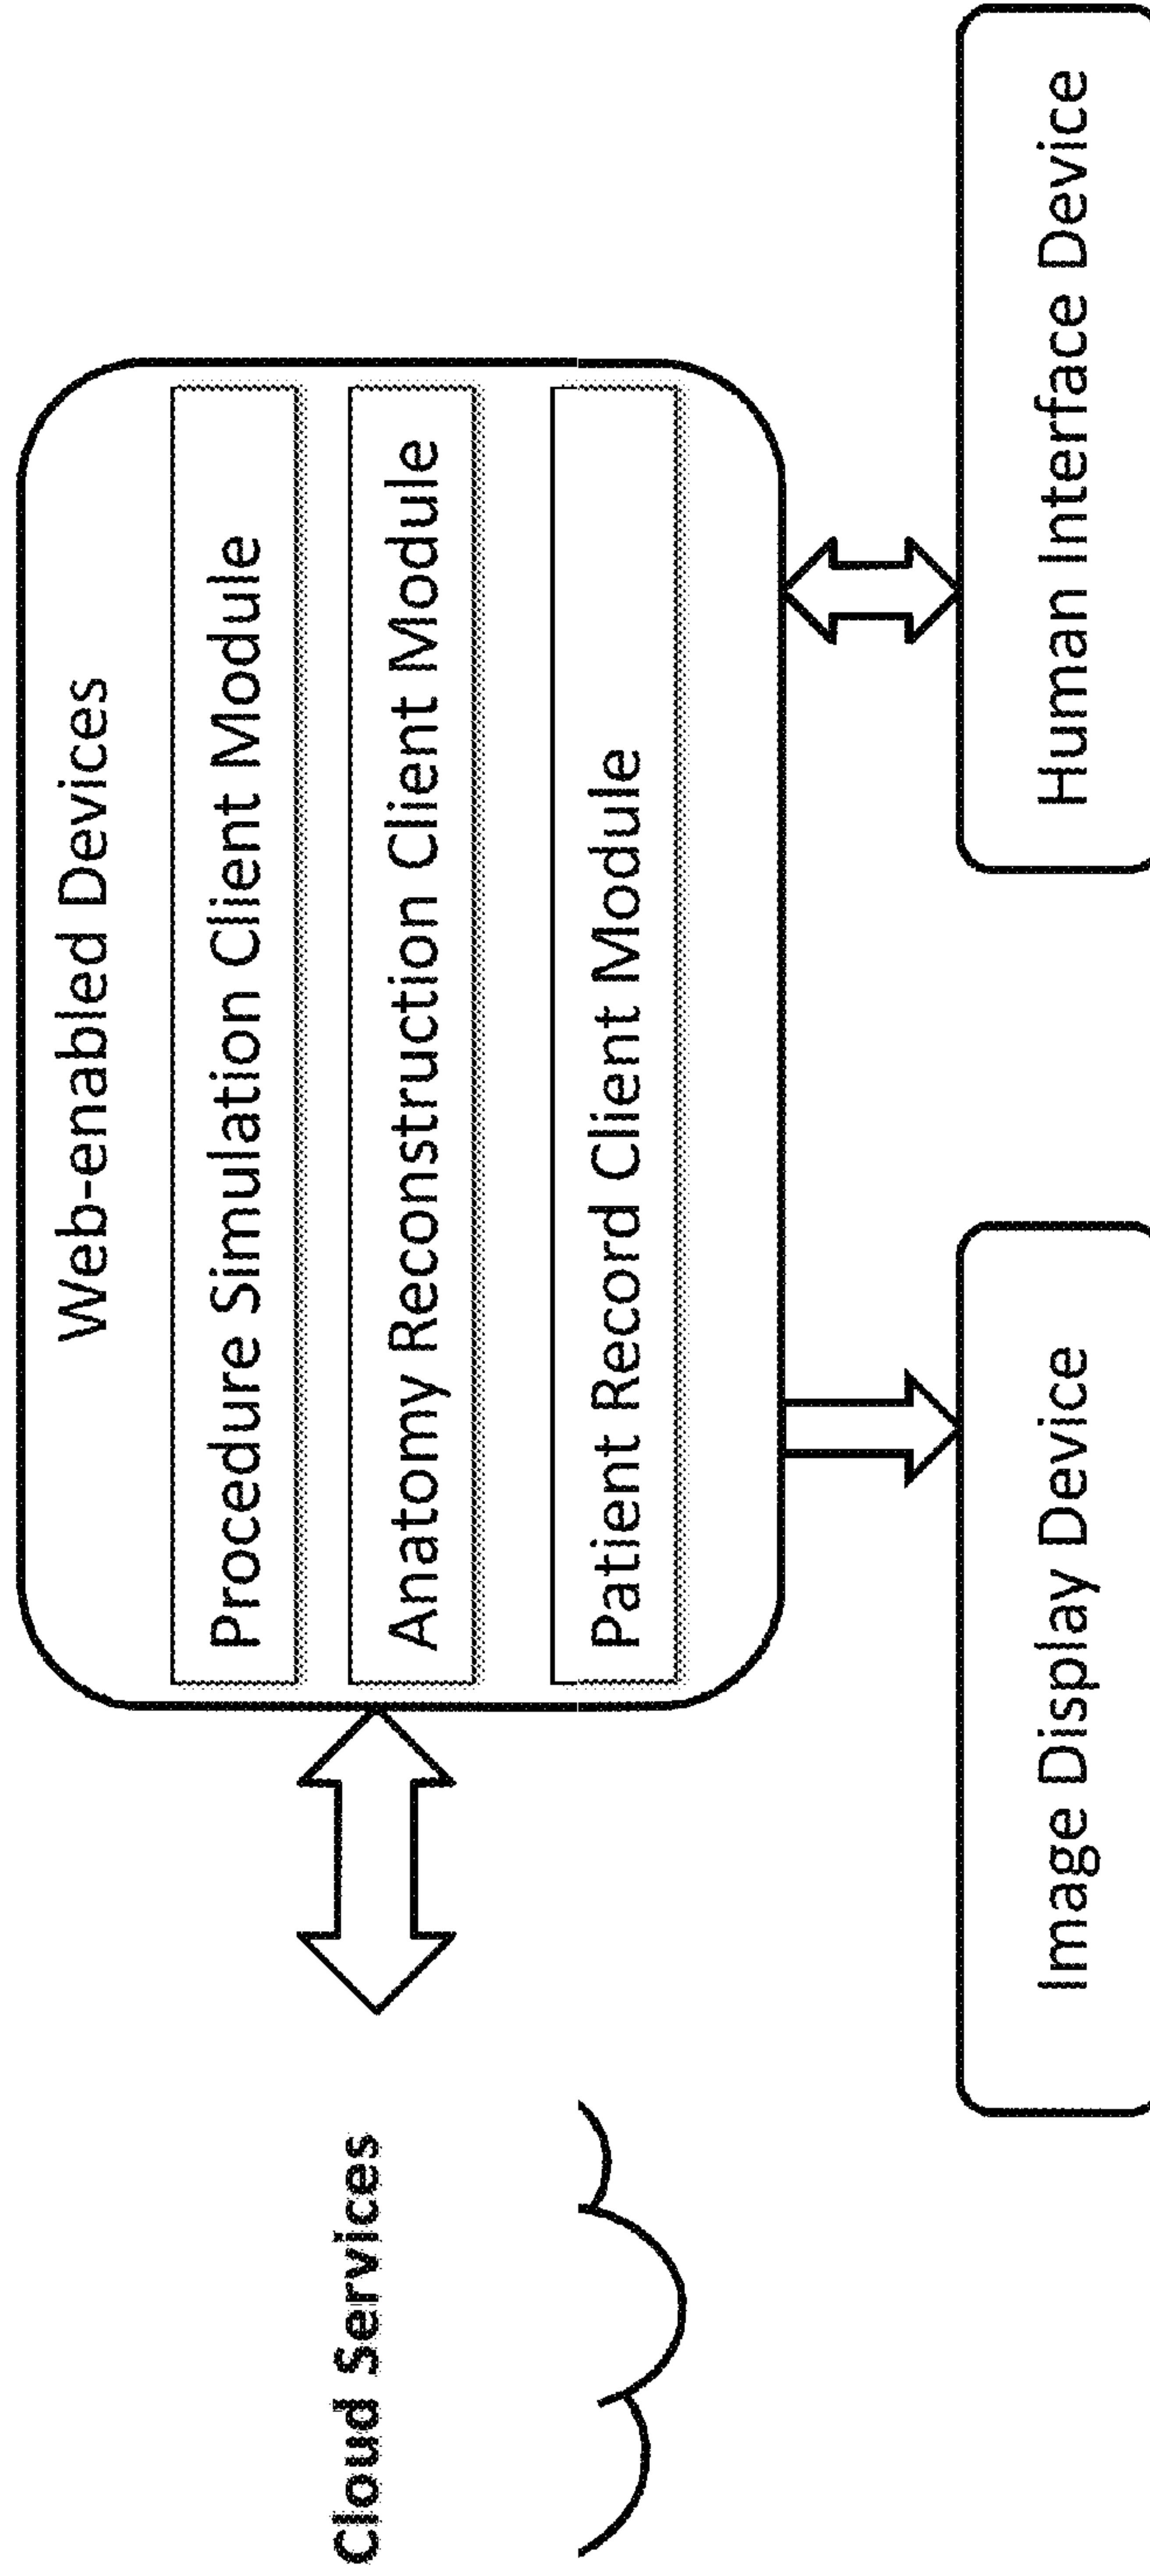 Web-enabled Devices
Procedure Simulation Client Module
Anatomy Reconstruction Client Module
Patient Record Client Module
Cloud Services
Image Display Device
Human Interface Device